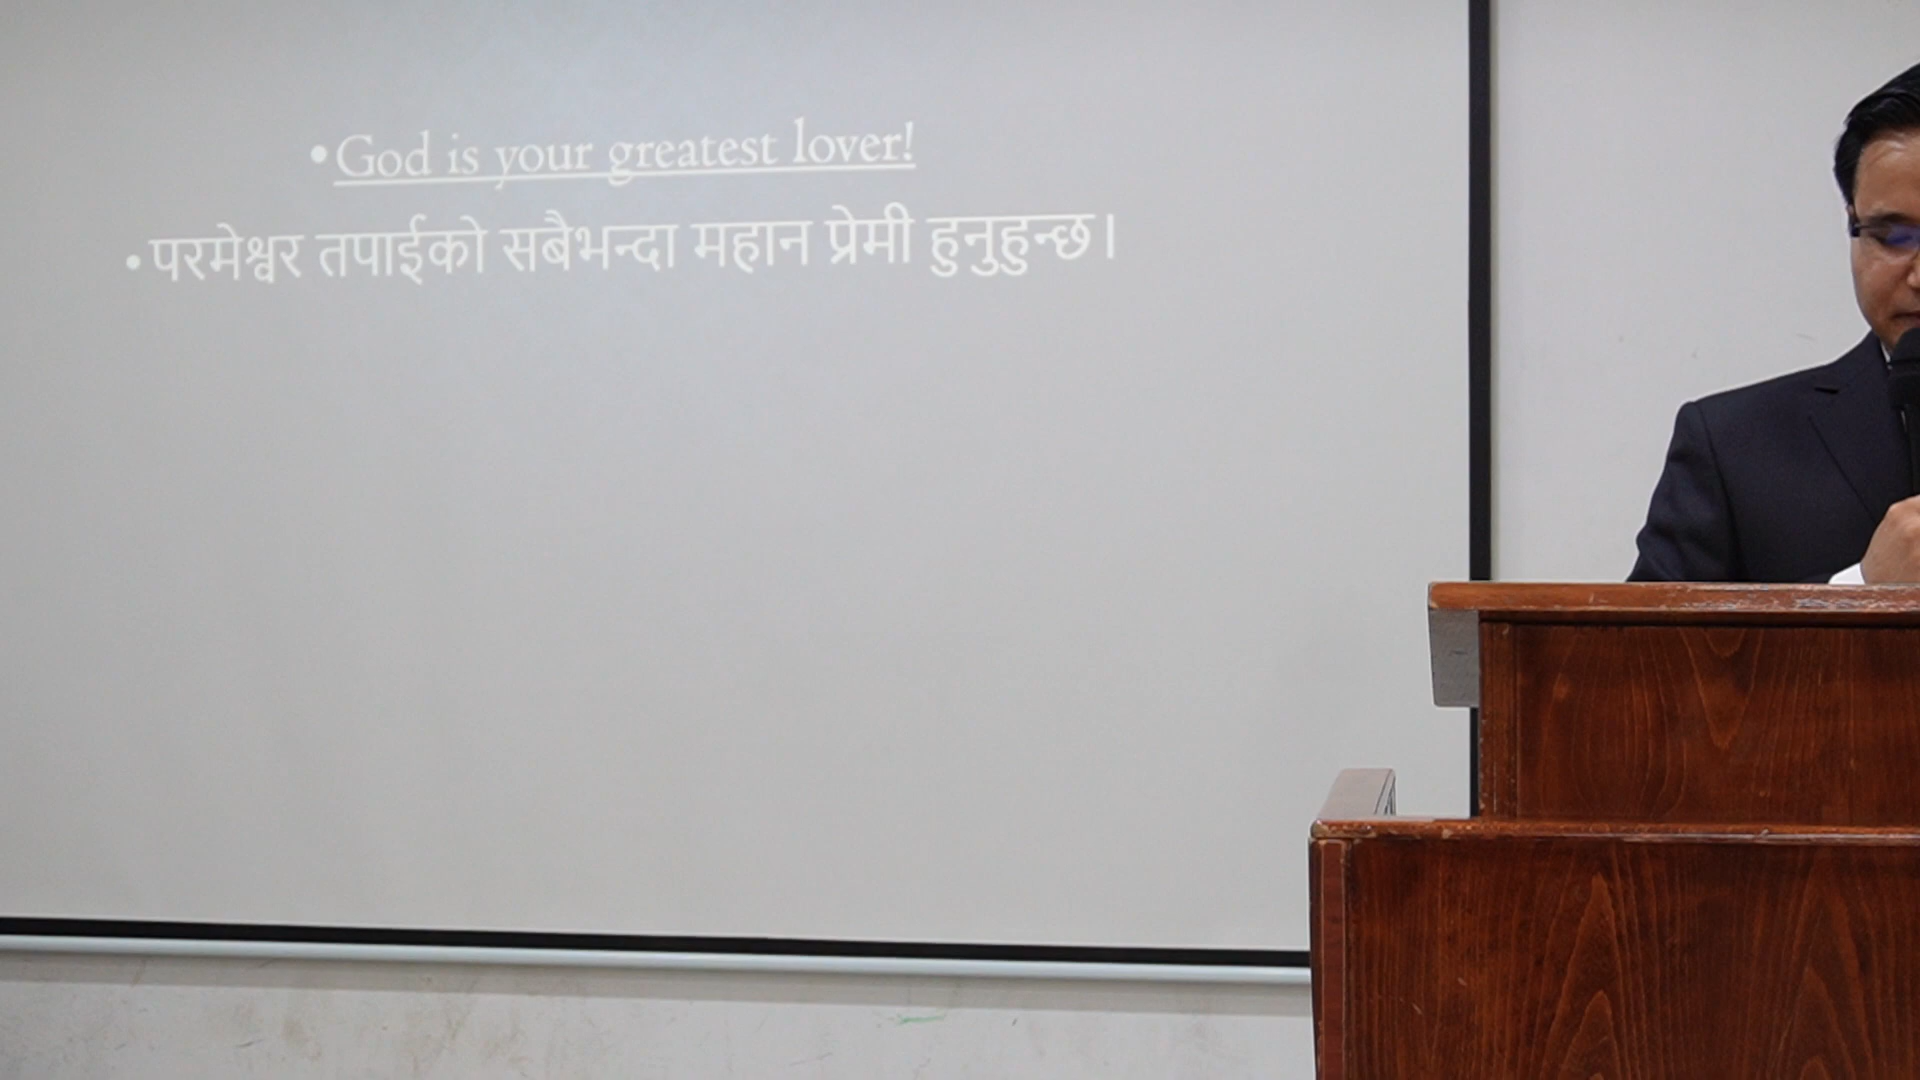 •God is your greatest lover!
•परमेश्वर तपाईको सबैभन्दा महान प्रेमी हुनुहुन्छ।